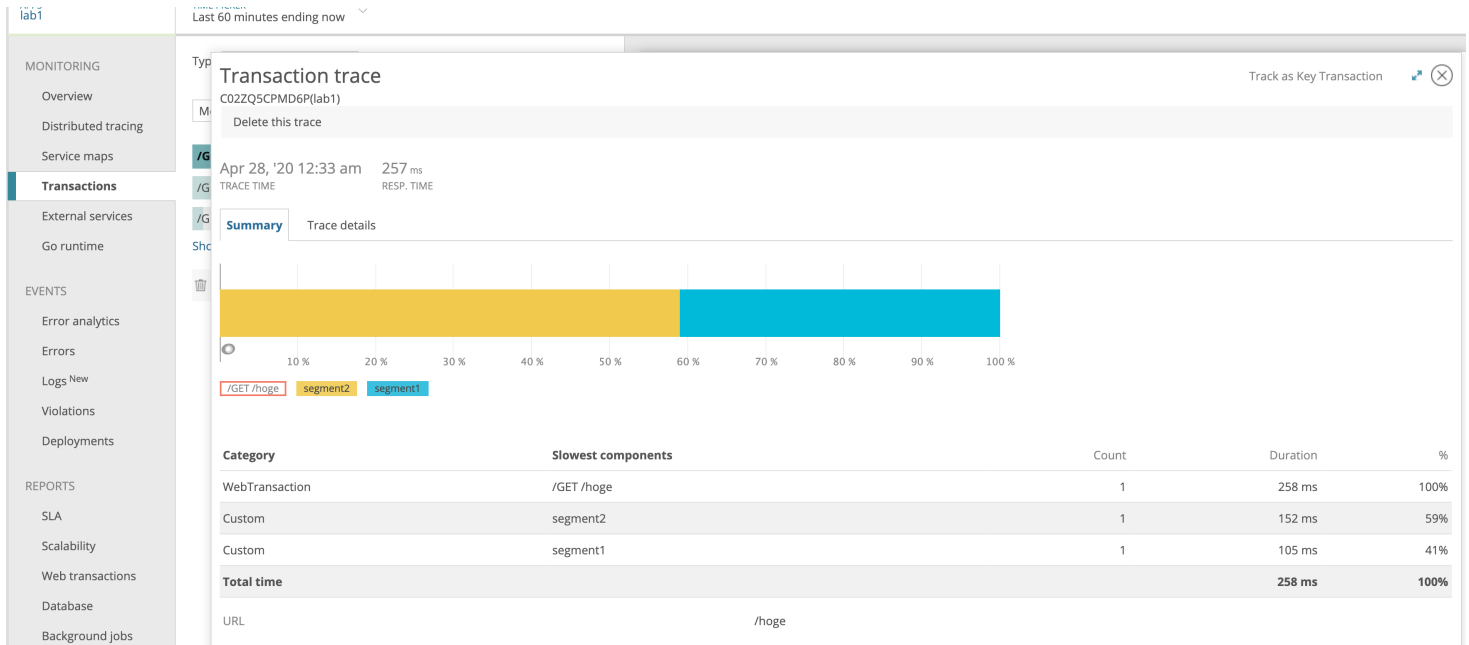 lab1
Last 60 minutes ending now
MONITORING
Overview
Distributed tracing
Service maps
Transactions
External services
Go runtime
EVENTS
Error analytics
Errors
Logs New
Violations
Deployments
REPORTS
SLA
Scalability
Web transactions
Database
Background jobs
Typ
M
/G
/G
/G
Transaction trace
Track as Key Transaction
C02ZQ5CPMD6P(lab1)
Delete this trace
Apr 28, '20 12:33 am 257 ms
TRACE TIME RESP. TIME
Summary Trace details
10 % 20 % 30 % 40 % 50 % 60 % 70 % 80 % 90 % 100 %
/GET /hoge segment2 segment1
Category Slowest components Count Duration %
WebTransaction /GET /hoge 1 258 ms 100%
Custom segment2 1 152 ms 59%
Custom segment1 1 105 ms 41%
Total time 258 ms 100%
URL /hoge